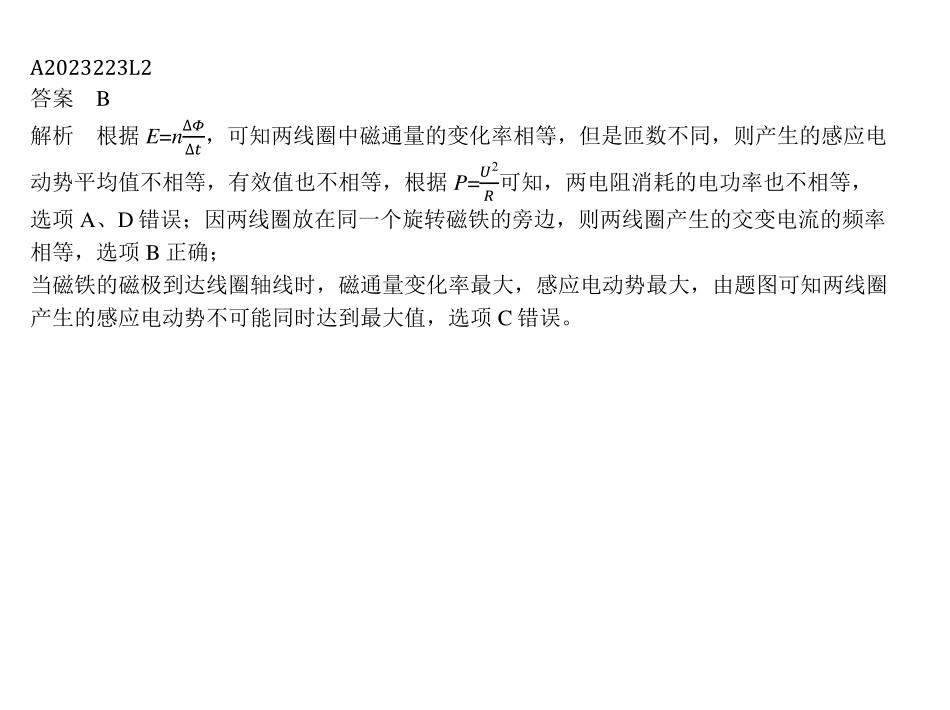 A2023223L2
答案　B
解析　根据 E=n\frac{ΔΦ}{Δt}，可知两线圈中磁通量的变化率相等，但是匝数不同，则产生的感应电
动势平均值不相等，有效值也不相等，根据 P=\frac{U^2}{R}可知，两电阻消耗的电功率也不相等，
选项 A、D 错误；因两线圈放在同一个旋转磁铁的旁边，则两线圈产生的交变电流的频率
相等，选项 B 正确；
当磁铁的磁极到达线圈轴线时，磁通量变化率最大，感应电动势最大，由题图可知两线圈
产生的感应电动势不可能同时达到最大值，选项 C 错误。